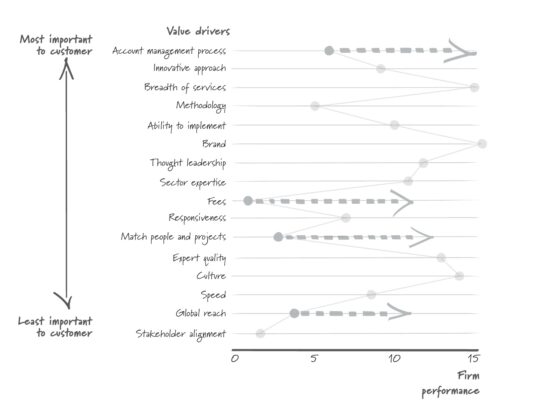 Value drivers
Most important
to customer
Account management process
Innovative approach
Breadth of services
Methodology
Ability to implement
Brand
Thought leadership
Sector expertise
Fees
Responsiveness
Match people and projects
Expert quality
Culture
Speed
Global reach
Stakeholder alignment
Least important
to customer
0 5 10 15
Firm
performance